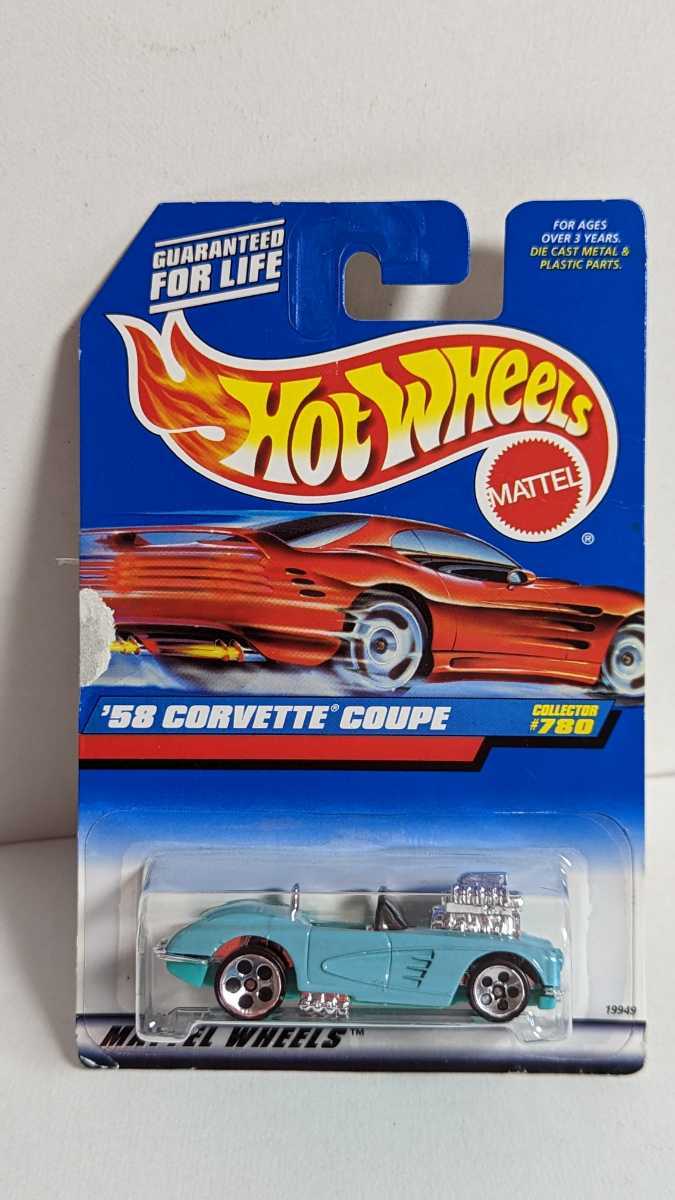 GUARANTEED
FOR LIFE
FOR AGES
OVER 3 YEARS.
DIE CAST METAL &
PLASTIC PARTS.
HOT WHEELS
MATTEL
®
'58 CORVETTE® COUPE
COLLECTOR
#780
19949
MATTEL WHEELS™